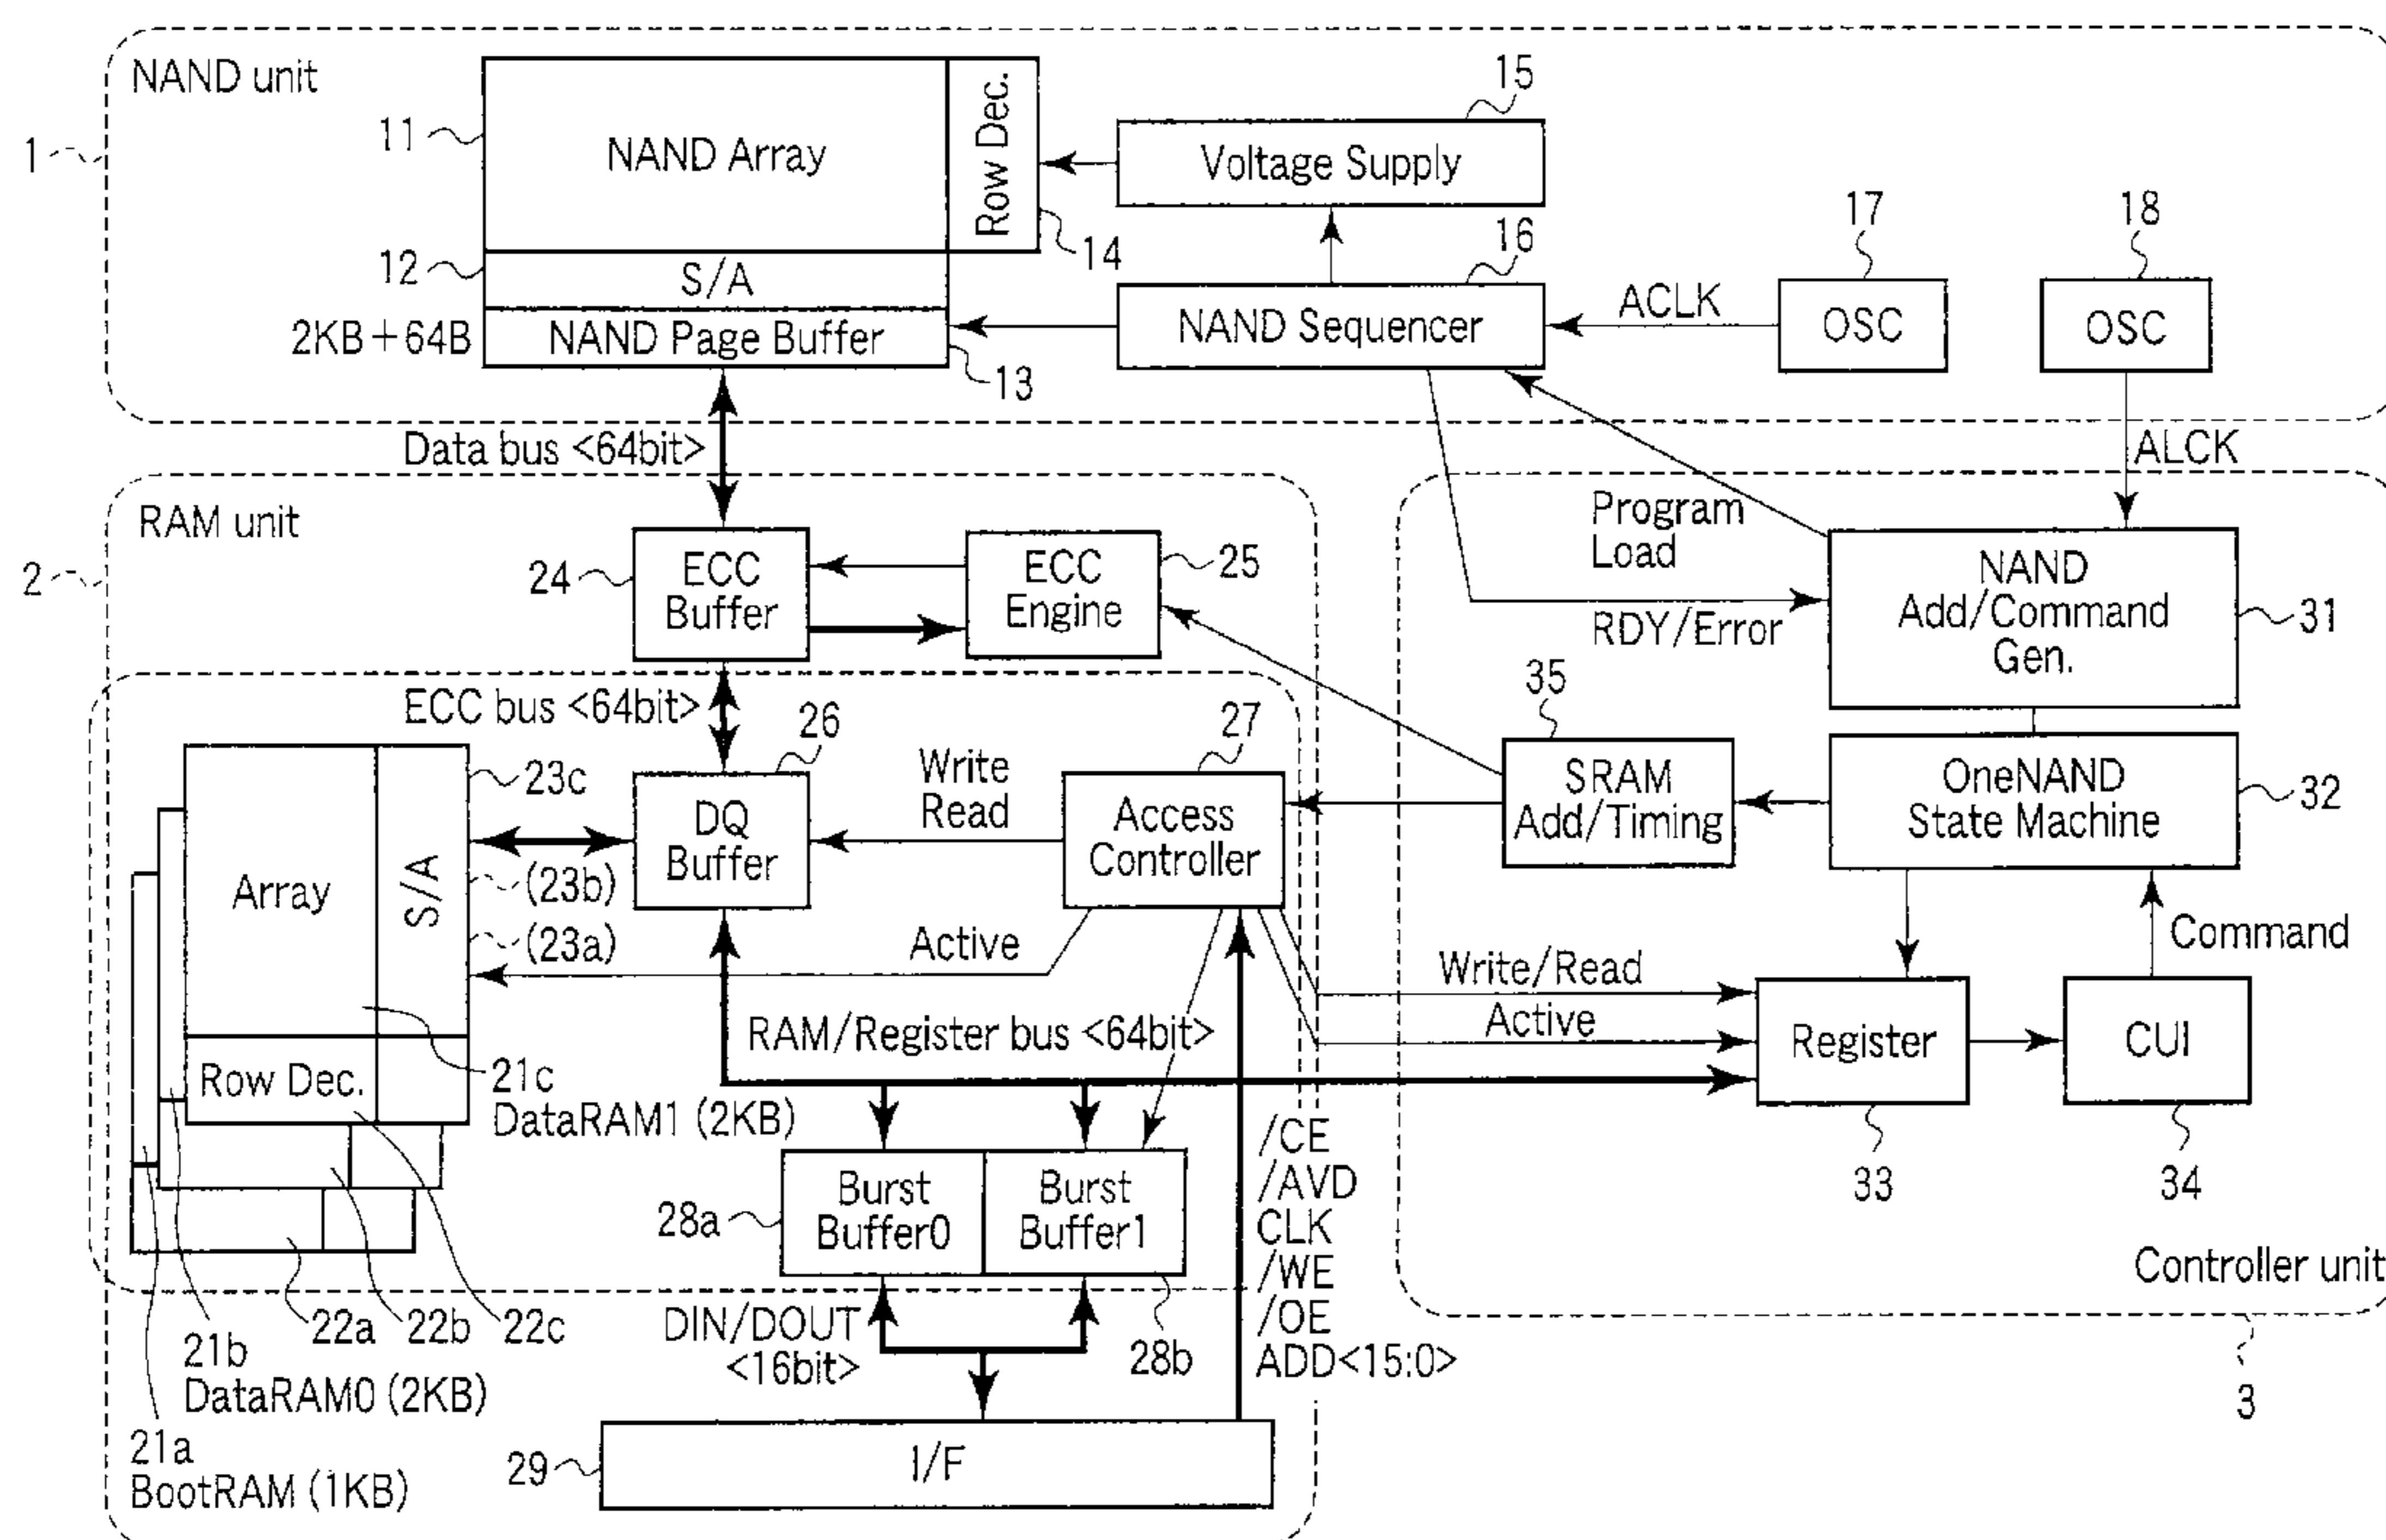 NAND unit
1
11
NAND Array
Row Dec.
14
15
Voltage Supply
12
S/A
2KB+64B
NAND Page Buffer
13
16
NAND Sequencer
ACLK
17
OSC
18
OSC
Data bus <64bit>
ALCK
2
RAM unit
24
ECC
Buffer
ECC
Engine
25
Program
Load
RDY/Error
NAND
Add/Command
Gen.
31
ECC bus <64bit>
26
DQ
Buffer
Write
Read
27
Access
Controller
35
SRAM
Add/Timing
OneNAND
State Machine
32
Array
S/A
23c
(23b)
(23a)
Row Dec.
Active
Write/Read
Active
Command
Register
33
CUI
34
RAM/Register bus <64bit>
21c
DataRAM1 (2KB)
28a
Burst
Buffer0
Burst
Buffer1
28b
/CE
/AVD
CLK
/WE
/OE
ADD<15:0>
Controller unit
3
22a
22b
22c
21b
DataRAM0 (2KB)
21a
BootRAM (1KB)
DIN/DOUT
<16bit>
29
I/F